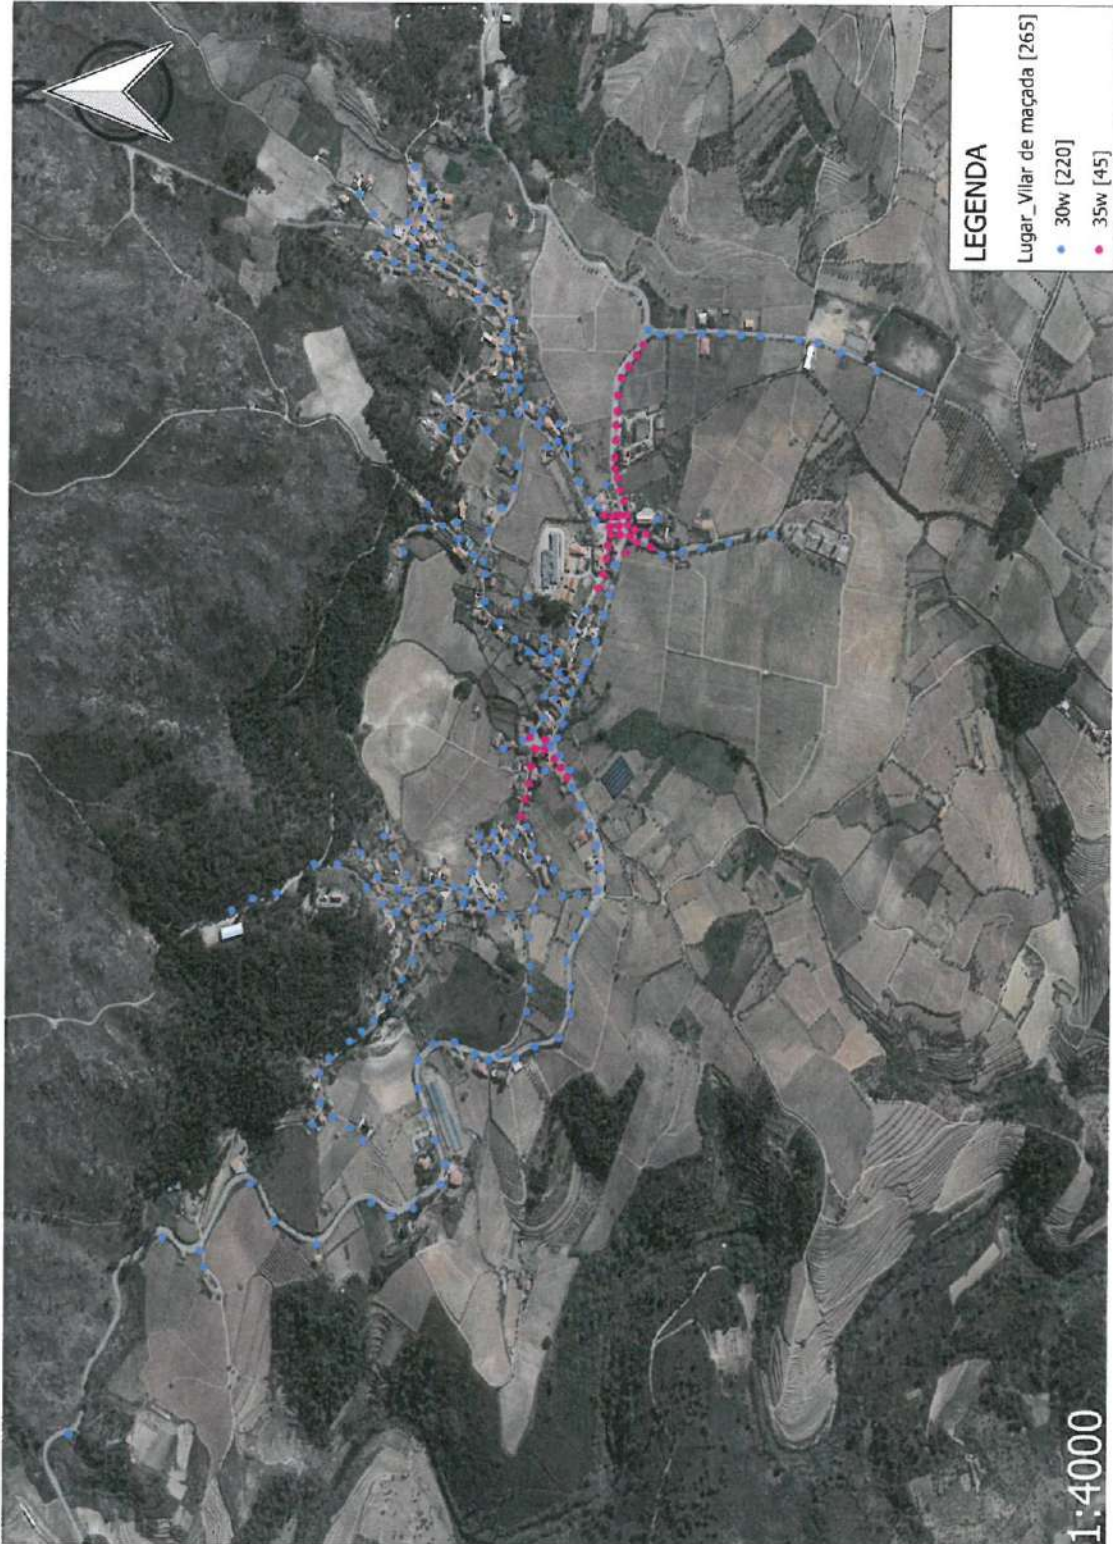 N
LEGENDA
Lugar_Vilar de maçada [265]
30w [220]
35w [45]
1:4000